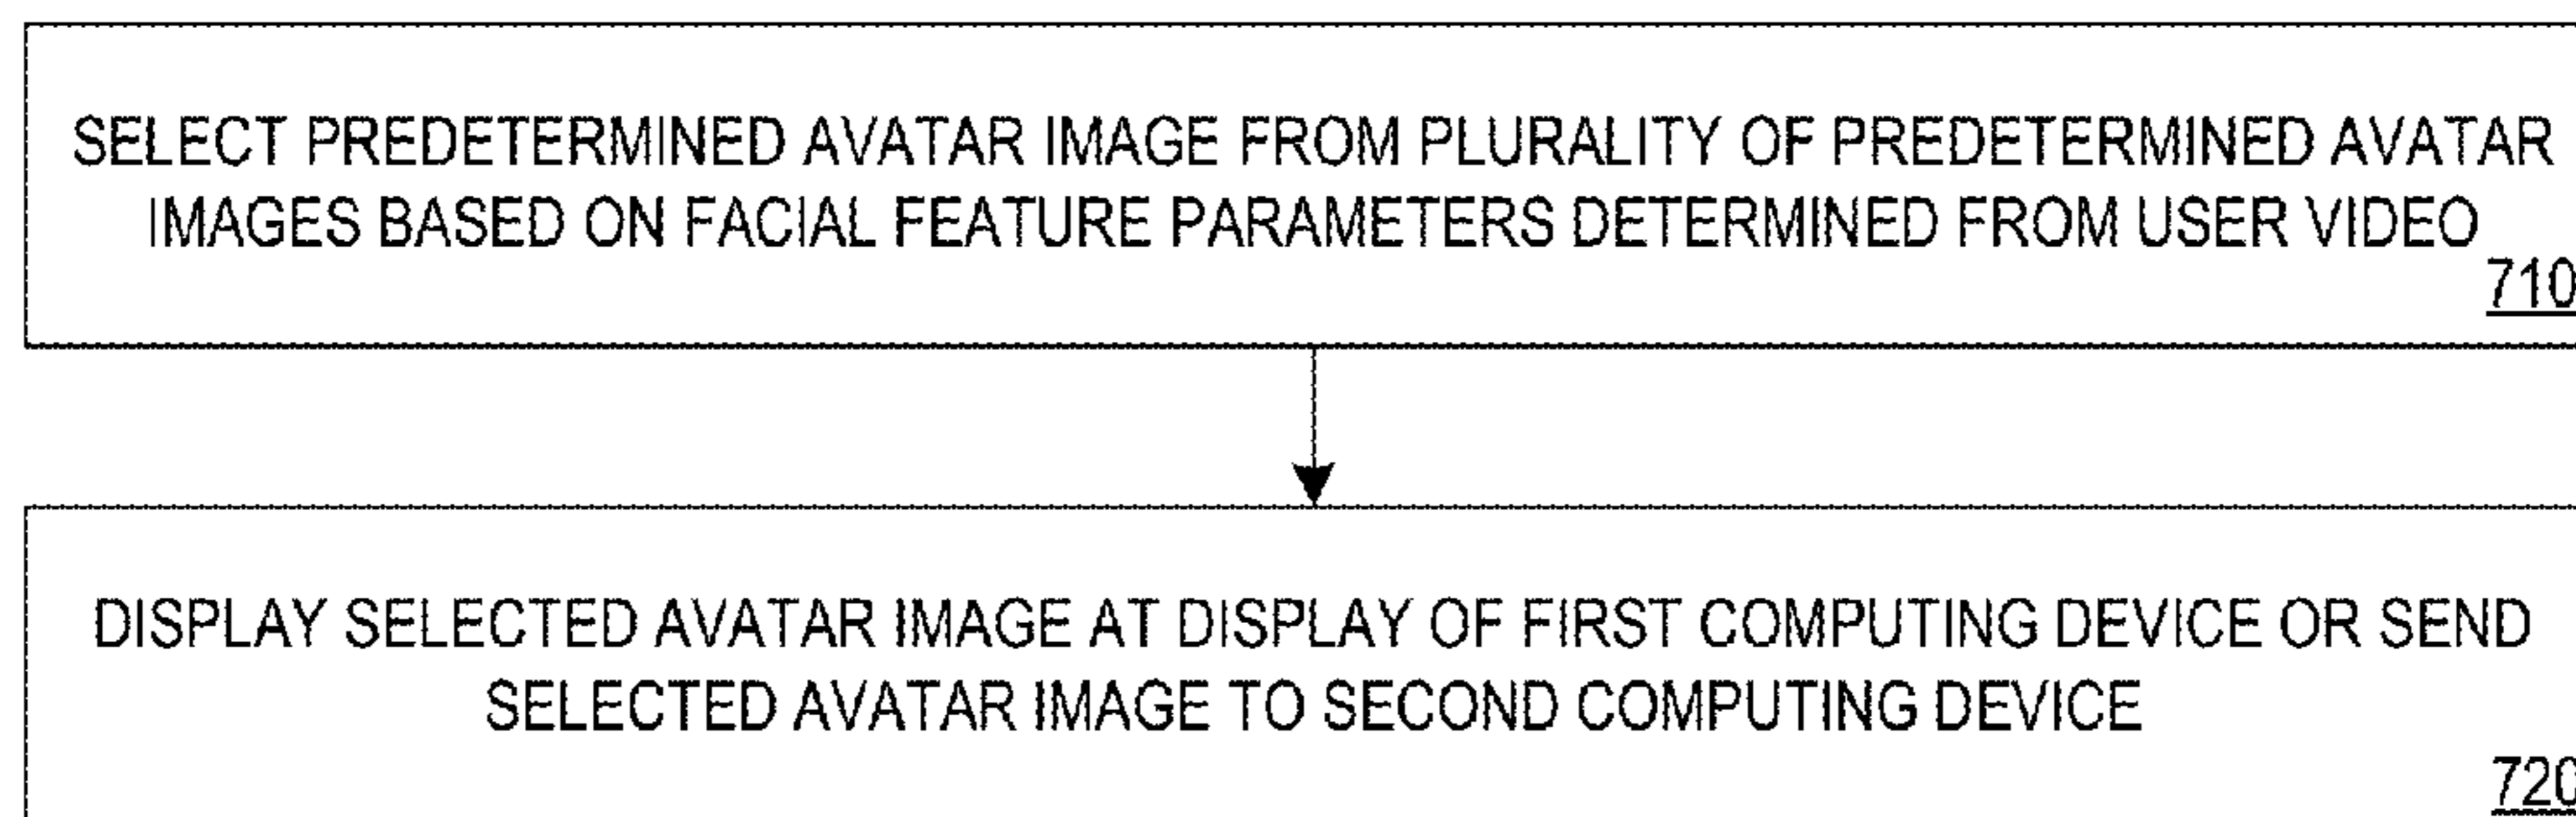 SELECT PREDETERMINED AVATAR IMAGE FROM PLURALITY OF PREDETERMINED AVATAR
IMAGES BASED ON FACIAL FEATURE PARAMETERS DETERMINED FROM USER VIDEO
710
DISPLAY SELECTED AVATAR IMAGE AT DISPLAY OF FIRST COMPUTING DEVICE OR SEND
SELECTED AVATAR IMAGE TO SECOND COMPUTING DEVICE
720